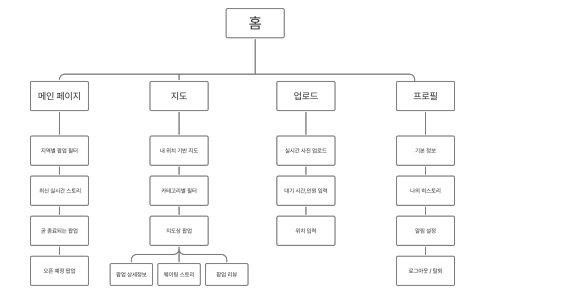 홈
메인 페이지
지도
업로드
프로필
지역별 팝업 필터
내 위치 기반 지도
실시간 사진 업로드
기본 정보
최신 실시간 스토리
카테고리별 필터
대기 시간,인원 입력
나의 히스토리
곧 종료되는 팝업
지도상 팝업
위치 입력
알림 설정
오픈 예정 팝업
팝업 상세정보
웨이팅 스토리
팝업 리뷰
로그아웃 / 탈퇴